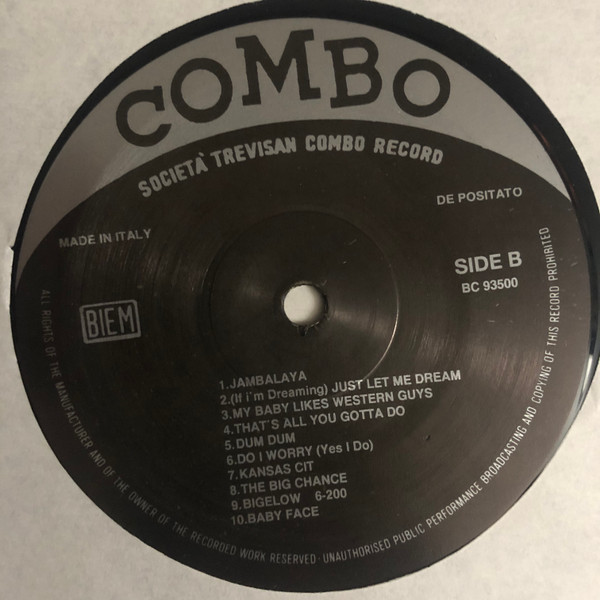 COMBO
SOCIETÀ TREVISAN COMBO RECORD
DE POSITATO
MADE IN ITALY
SIDE B
BC 93500
BIEM
1.JAMBALAYA
2.(If i'm Dreaming) JUST LET ME DREAM
3.MY BABY LIKES WESTERN GUYS
4.THAT'S ALL YOU GOTTA DO
5.DUM DUM
6.DO I WORRY (Yes I Do)
7.KANSAS CIT
8.THE BIG CHANCE
9.BIGELOW 6-200
10.BABY FACE
ALL RIGHTS OF THE MANUFACTURER AND OF THE OWNER OF THE RECORDED WORK RESERVED · UNAUTHORISED PUBLIC PERFORMANCE BROADCASTING AND COPYING OF THIS RECORD PROHIBITED